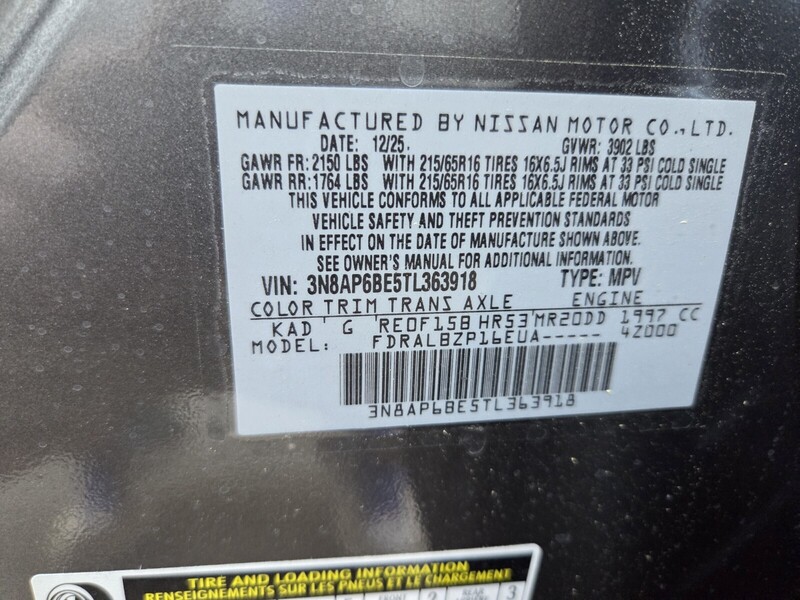 MANUFACTURED BY NISSAN MOTOR CO.,LTD.
DATE: 12/25. GVWR: 3902 LBS
GAWR FR: 2150 LBS WITH 215/65R16 TIRES 16X6.5J RIMS AT 33 PSI COLD SINGLE
GAWR RR: 1764 LBS WITH 215/65R16 TIRES 16X6.5J RIMS AT 33 PSI COLD SINGLE
THIS VEHICLE CONFORMS TO ALL APPLICABLE FEDERAL MOTOR
VEHICLE SAFETY AND THEFT PREVENTION STANDARDS
IN EFFECT ON THE DATE OF MANUFACTURE SHOWN ABOVE.
SEE OWNER'S MANUAL FOR ADDITIONAL INFORMATION.
VIN: 3N8AP6BE5TL363918 TYPE: MPV
COLOR TRIM TRANS AXLE ENGINE
KAD G RE0F15B HR53 MR20DD 1997 CC
MODEL: FDRALBZP16EUA----- 4Z000
3N8AP6BE5TL363918
TIRE AND LOADING INFORMATION
RENSEIGNEMENTS SUR LES PNEUS ET LE CHARGEMENT
2 3